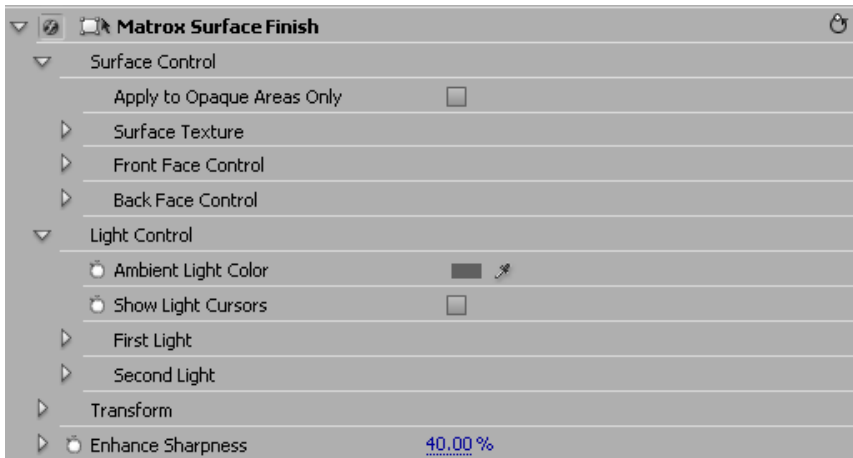 Matrox Surface Finish
Surface Control
Apply to Opaque Areas Only
Surface Texture
Front Face Control
Back Face Control
Light Control
Ambient Light Color
Show Light Cursors
First Light
Second Light
Transform
Enhance Sharpness 40.00 %